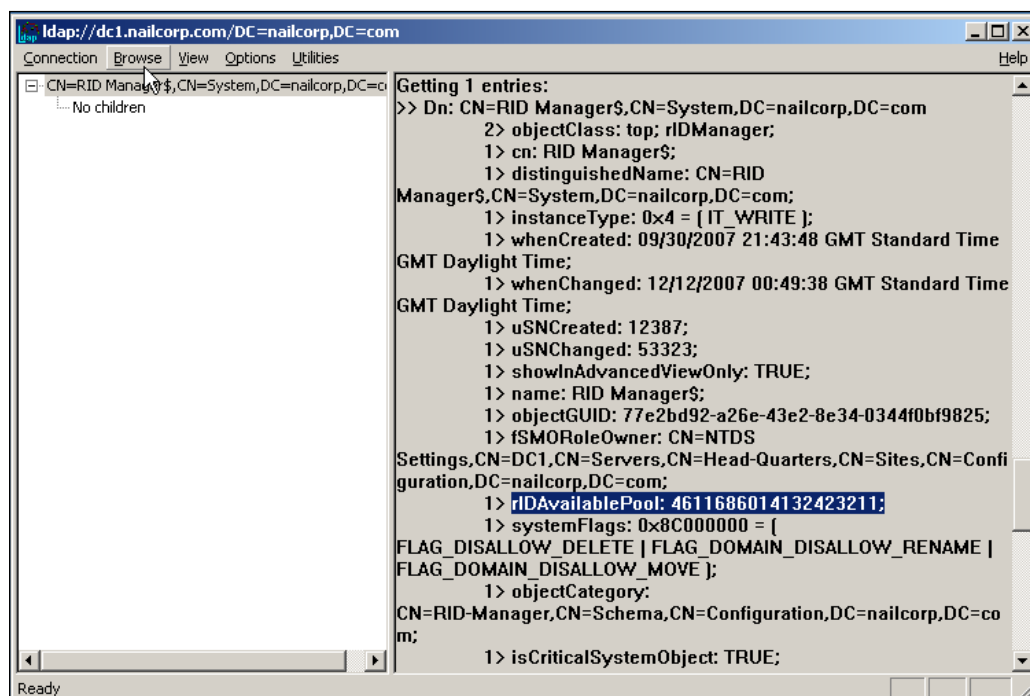 ldap://dc1.nailcorp.com/DC=nailcorp,DC=com
Connection Browse View Options Utilities Help
CN=RID Manager$,CN=System,DC=nailcorp,DC=c
No children
Getting 1 entries:
>> Dn: CN=RID Manager$,CN=System,DC=nailcorp,DC=com
2> objectClass: top; rIDManager;
1> cn: RID Manager$;
1> distinguishedName: CN=RID
Manager$,CN=System,DC=nailcorp,DC=com;
1> instanceType: 0x4 = ( IT_WRITE );
1> whenCreated: 09/30/2007 21:43:48 GMT Standard Time
GMT Daylight Time;
1> whenChanged: 12/12/2007 00:49:38 GMT Standard Time
GMT Daylight Time;
1> uSNCreated: 12387;
1> uSNChanged: 53323;
1> showInAdvancedViewOnly: TRUE;
1> name: RID Manager$;
1> objectGUID: 77e2bd92-a26e-43e2-8e34-0344f0bf9825;
1> fSMORoleOwner: CN=NTDS
Settings,CN=DC1,CN=Servers,CN=Head-Quarters,CN=Sites,CN=Confi
guration,DC=nailcorp,DC=com;
1> rIDAvailablePool: 4611686014132423211;
1> systemFlags: 0x8C000000 = (
FLAG_DISALLOW_DELETE | FLAG_DOMAIN_DISALLOW_RENAME |
FLAG_DOMAIN_DISALLOW_MOVE );
1> objectCategory:
CN=RID-Manager,CN=Schema,CN=Configuration,DC=nailcorp,DC=co
m;
1> isCriticalSystemObject: TRUE;
Ready